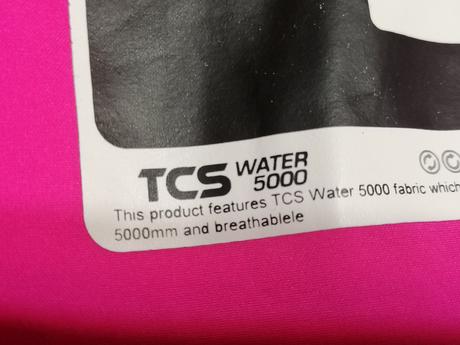 TCS WATER
5000
This product features TCS Water 5000 fabric which
5000mm and breathablele